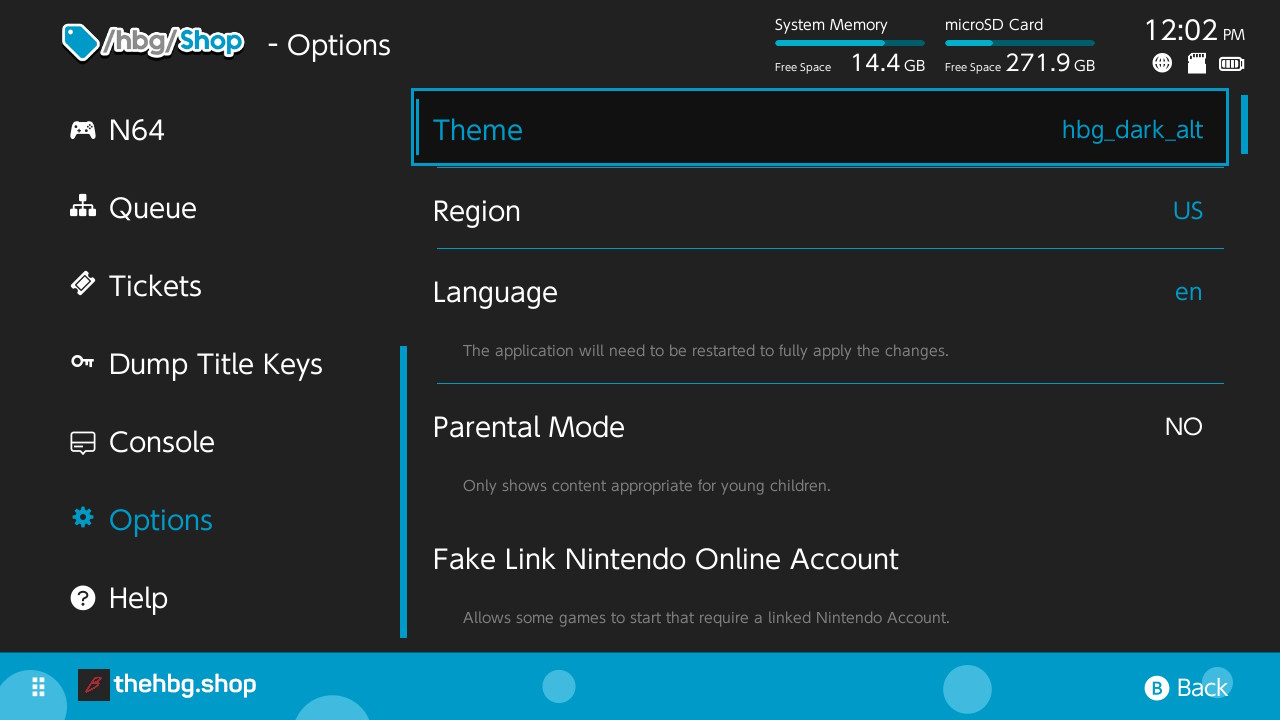 /hbg/Shop - Options
System Memory
Free Space 14.4 GB
microSD Card
Free Space 271.9 GB
12:02 PM
N64
Queue
Tickets
Dump Title Keys
Console
Options
Help
Theme hbg_dark_alt
Region US
Language en
The application will need to be restarted to fully apply the changes.
Parental Mode NO
Only shows content appropriate for young children.
Fake Link Nintendo Online Account
Allows some games to start that require a linked Nintendo Account.
thehbg.shop
B Back